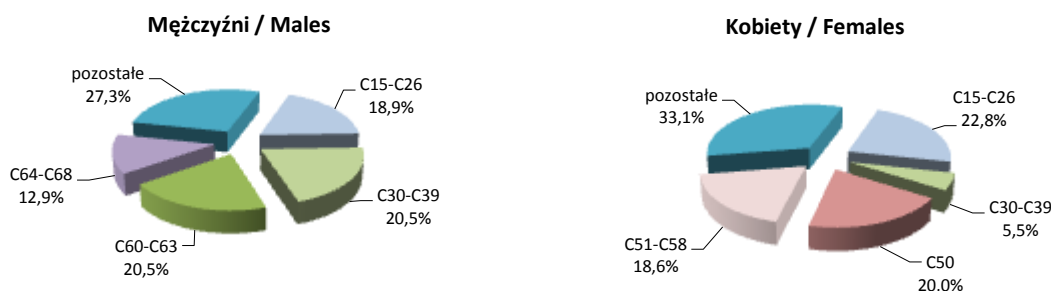 Mężczyźni / Males
pozostałe
27,3%
C15-C26
18,9%
C64-C68
12,9%
C30-C39
20,5%
C60-C63
20,5%
Kobiety / Females
pozostałe
33,1%
C15-C26
22,8%
C30-C39
5,5%
C51-C58
18,6%
C50
20,0%